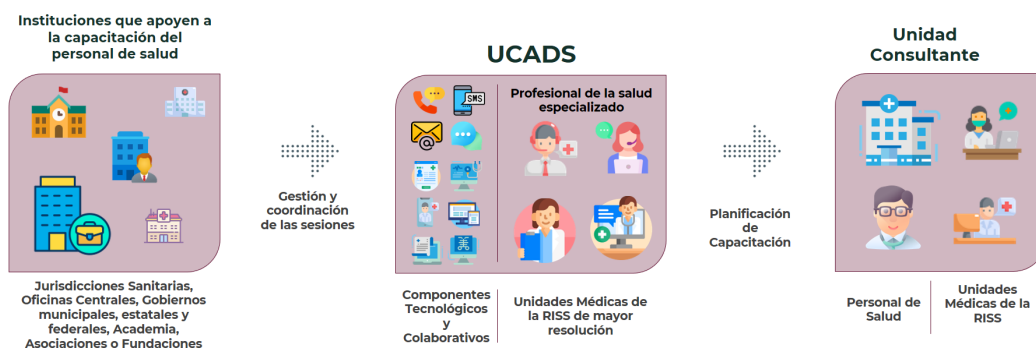 Instituciones que apoyen a
la capacitación del
personal de salud
Jurisdicciones Sanitarias,
Oficinas Centrales, Gobiernos
municipales, estatales y
federales, Academia,
Asociaciones o Fundaciones
Gestión y
coordinación
de las sesiones
UCADS
SMS
Profesional de la salud
especializado
Componentes
Tecnológicos
y
Colaborativos
Unidades Médicas de
la RISS de mayor
resolución
Planificación
de
Capacitación
Unidad
Consultante
Personal de
Salud
Unidades
Médicas de la
RISS